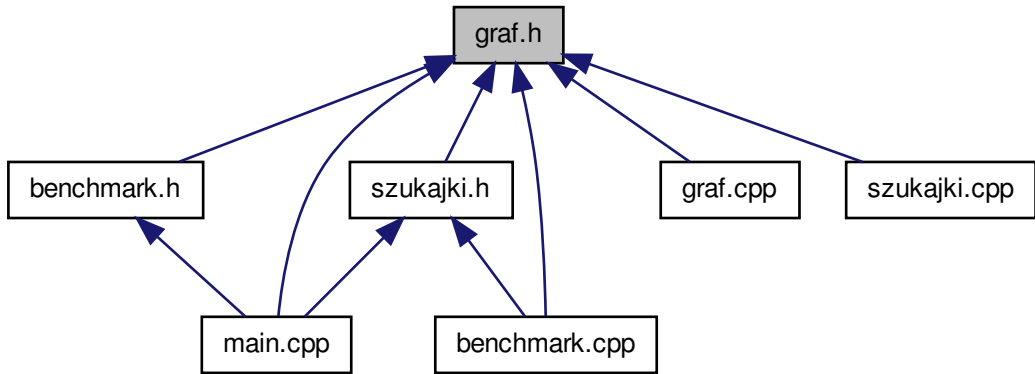 graf.h
benchmark.h
szukajki.h
graf.cpp
szukajki.cpp
main.cpp
benchmark.cpp